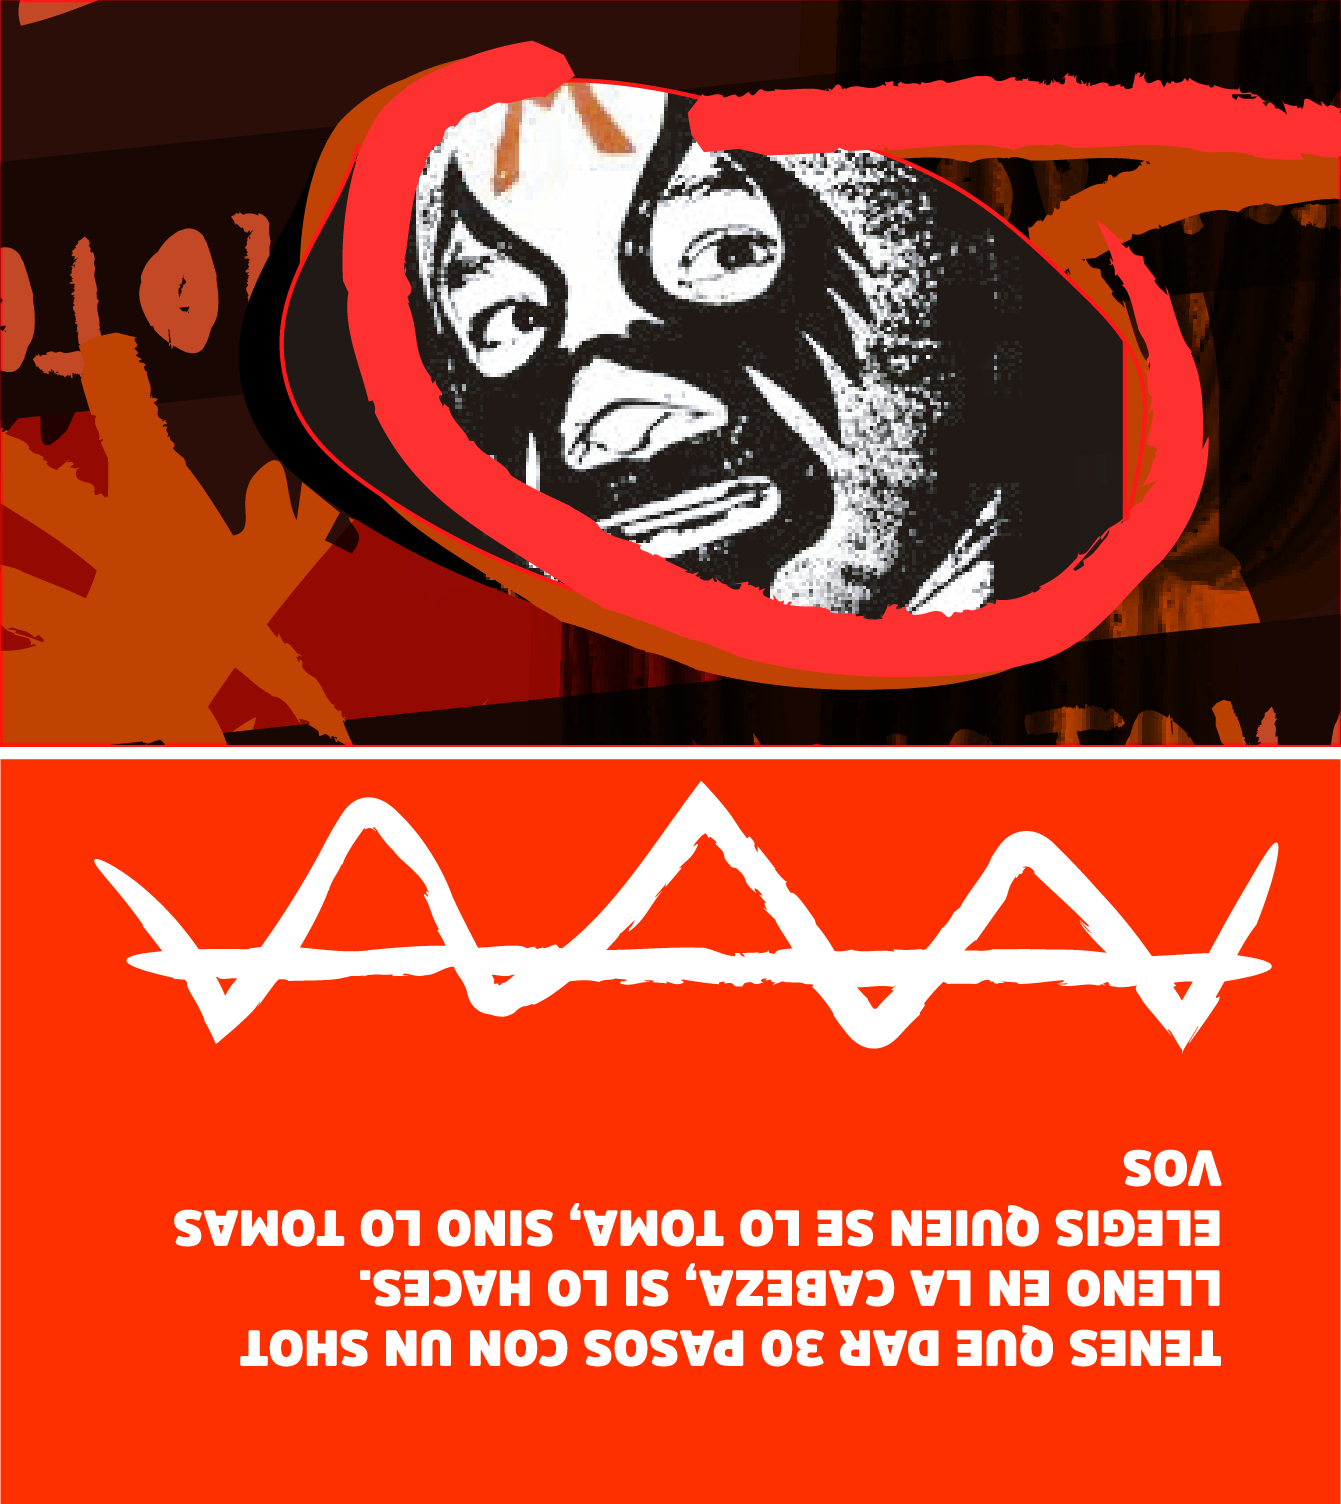 TENES QUE DAR 30 PASOS CON UN SHOT
LLENO EN LA CABEZA, SI LO HACES.
ELEGIS QUIEN SE LO TOMA, SINO LO TOMAS
VOS